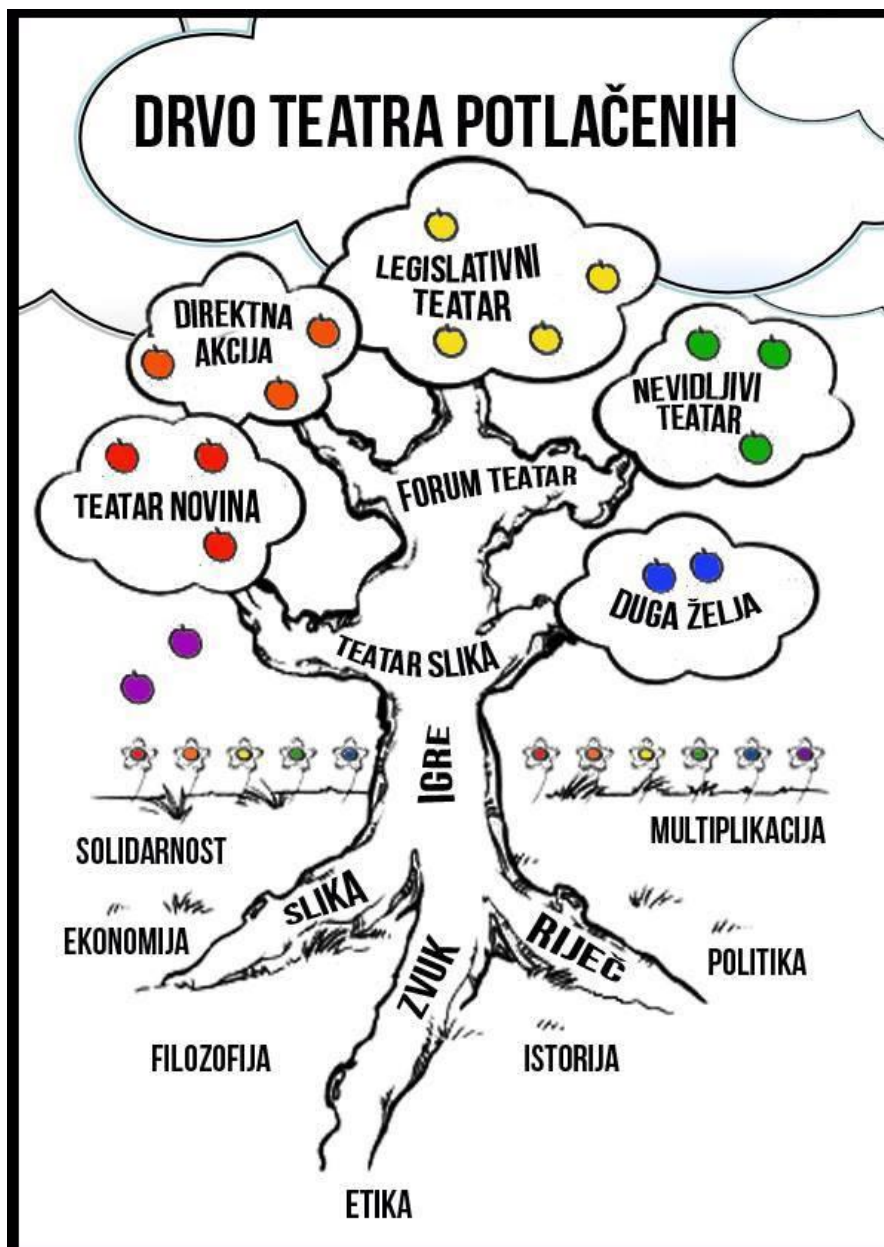 DRVO TEATRA POTLAČENIH
LEGISLATIVNI
TEATAR
DIREKTNA
AKCIJA
NEVIDLJIVI
TEATAR
TEATAR NOVINA
FORUM TEATAR
DUGA ŽELJA
TEATAR SLIKA
IGRE
SOLIDARNOST
MULTIPLIKACIJA
EKONOMIJA
SLIKA
ZVUK
RIJEČ
POLITIKA
FILOZOFIJA
ISTORIJA
ETIKA